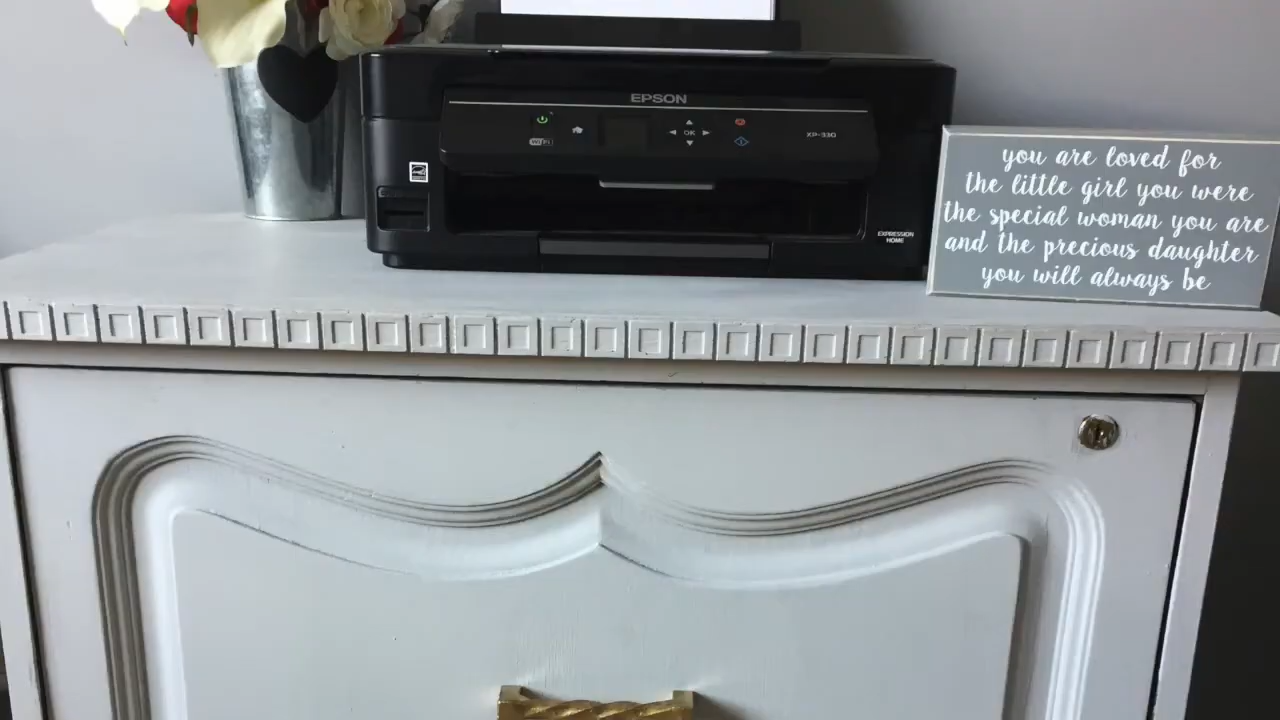 EPSON
OK
WiFi
XP-330
EXPRESSION
HOME
you are loved for
the little girl you were
the special woman you are
and the precious daughter
you will always be